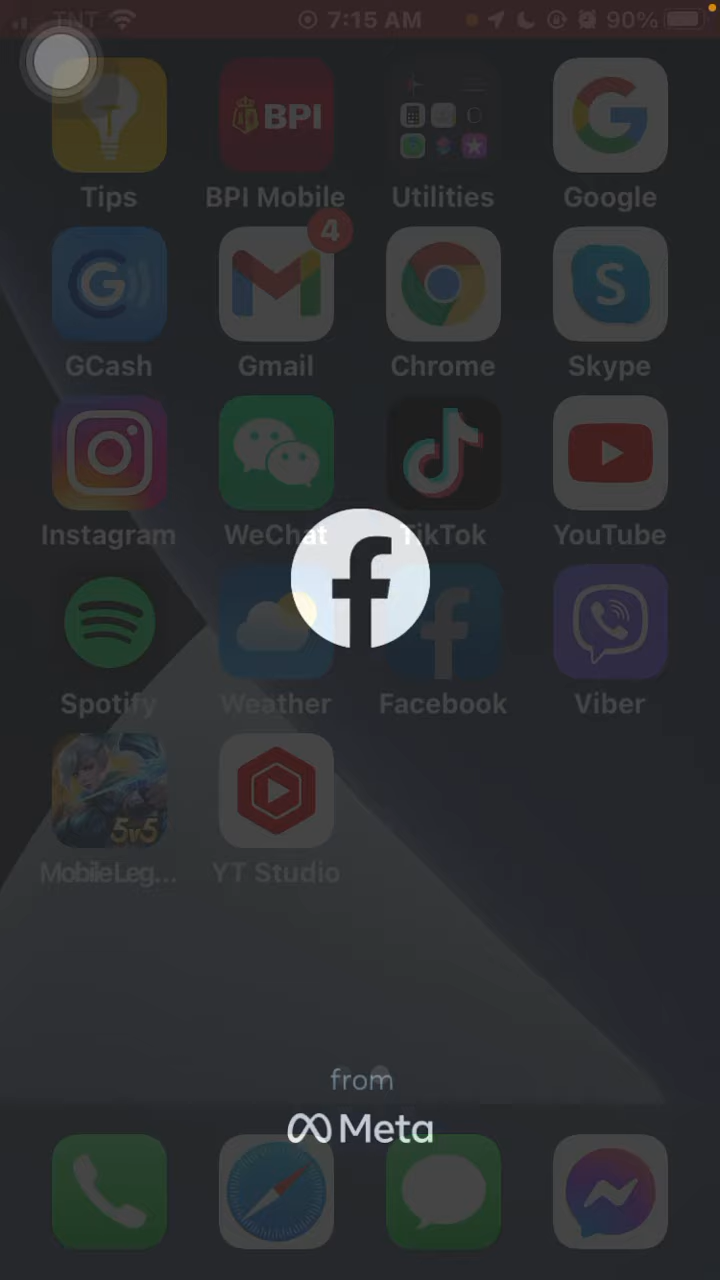 TNT 7:15 AM 90%
BPI
Tips BPI Mobile Utilities Google
4
G S
GCash Gmail Chrome Skype
Instagram WeChat TikTok YouTube
Spotify Weather Facebook Viber
5v5
MobileLeg... YT Studio
from
Meta